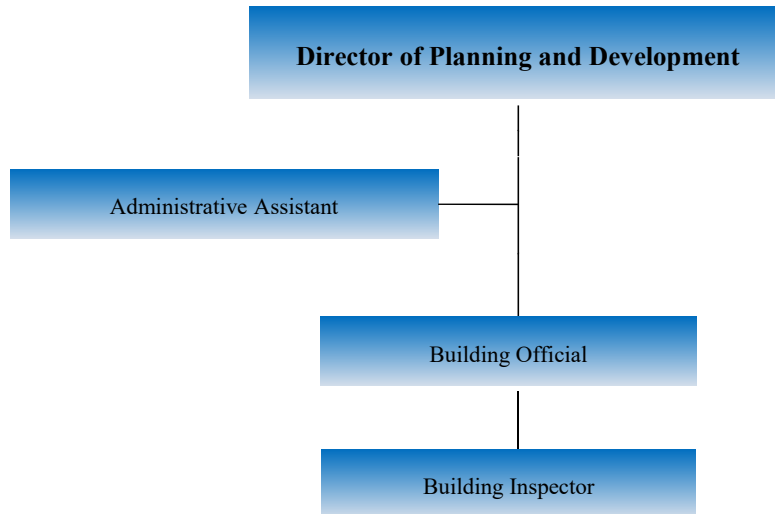 Director of Planning and Development
Administrative Assistant
Building Official
Building Inspector